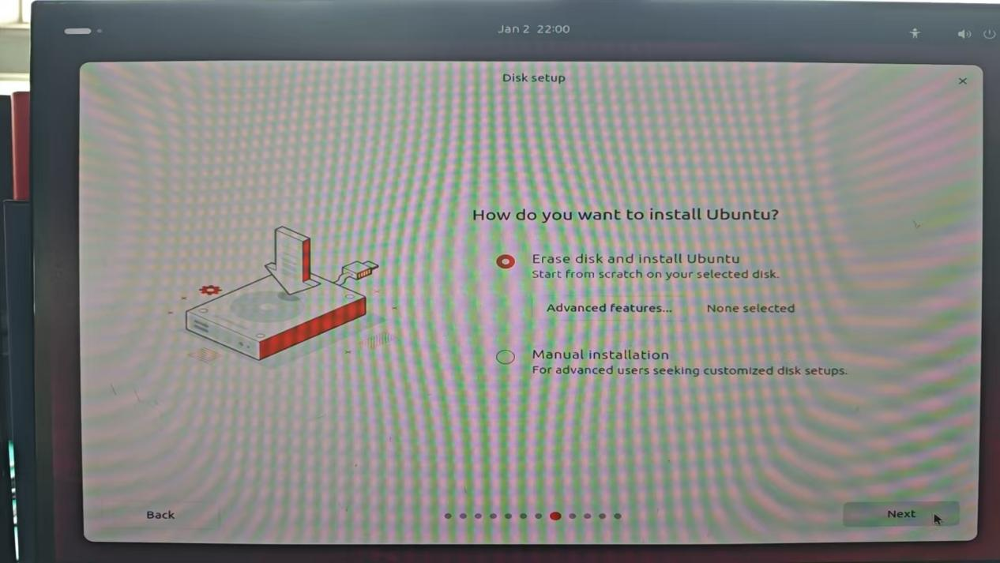 Jan 2 22:00
Disk setup
How do you want to install Ubuntu?
Erase disk and install Ubuntu
Start from scratch on your selected disk.
Advanced features... None selected
Manual installation
For advanced users seeking customized disk setups.
Back Next